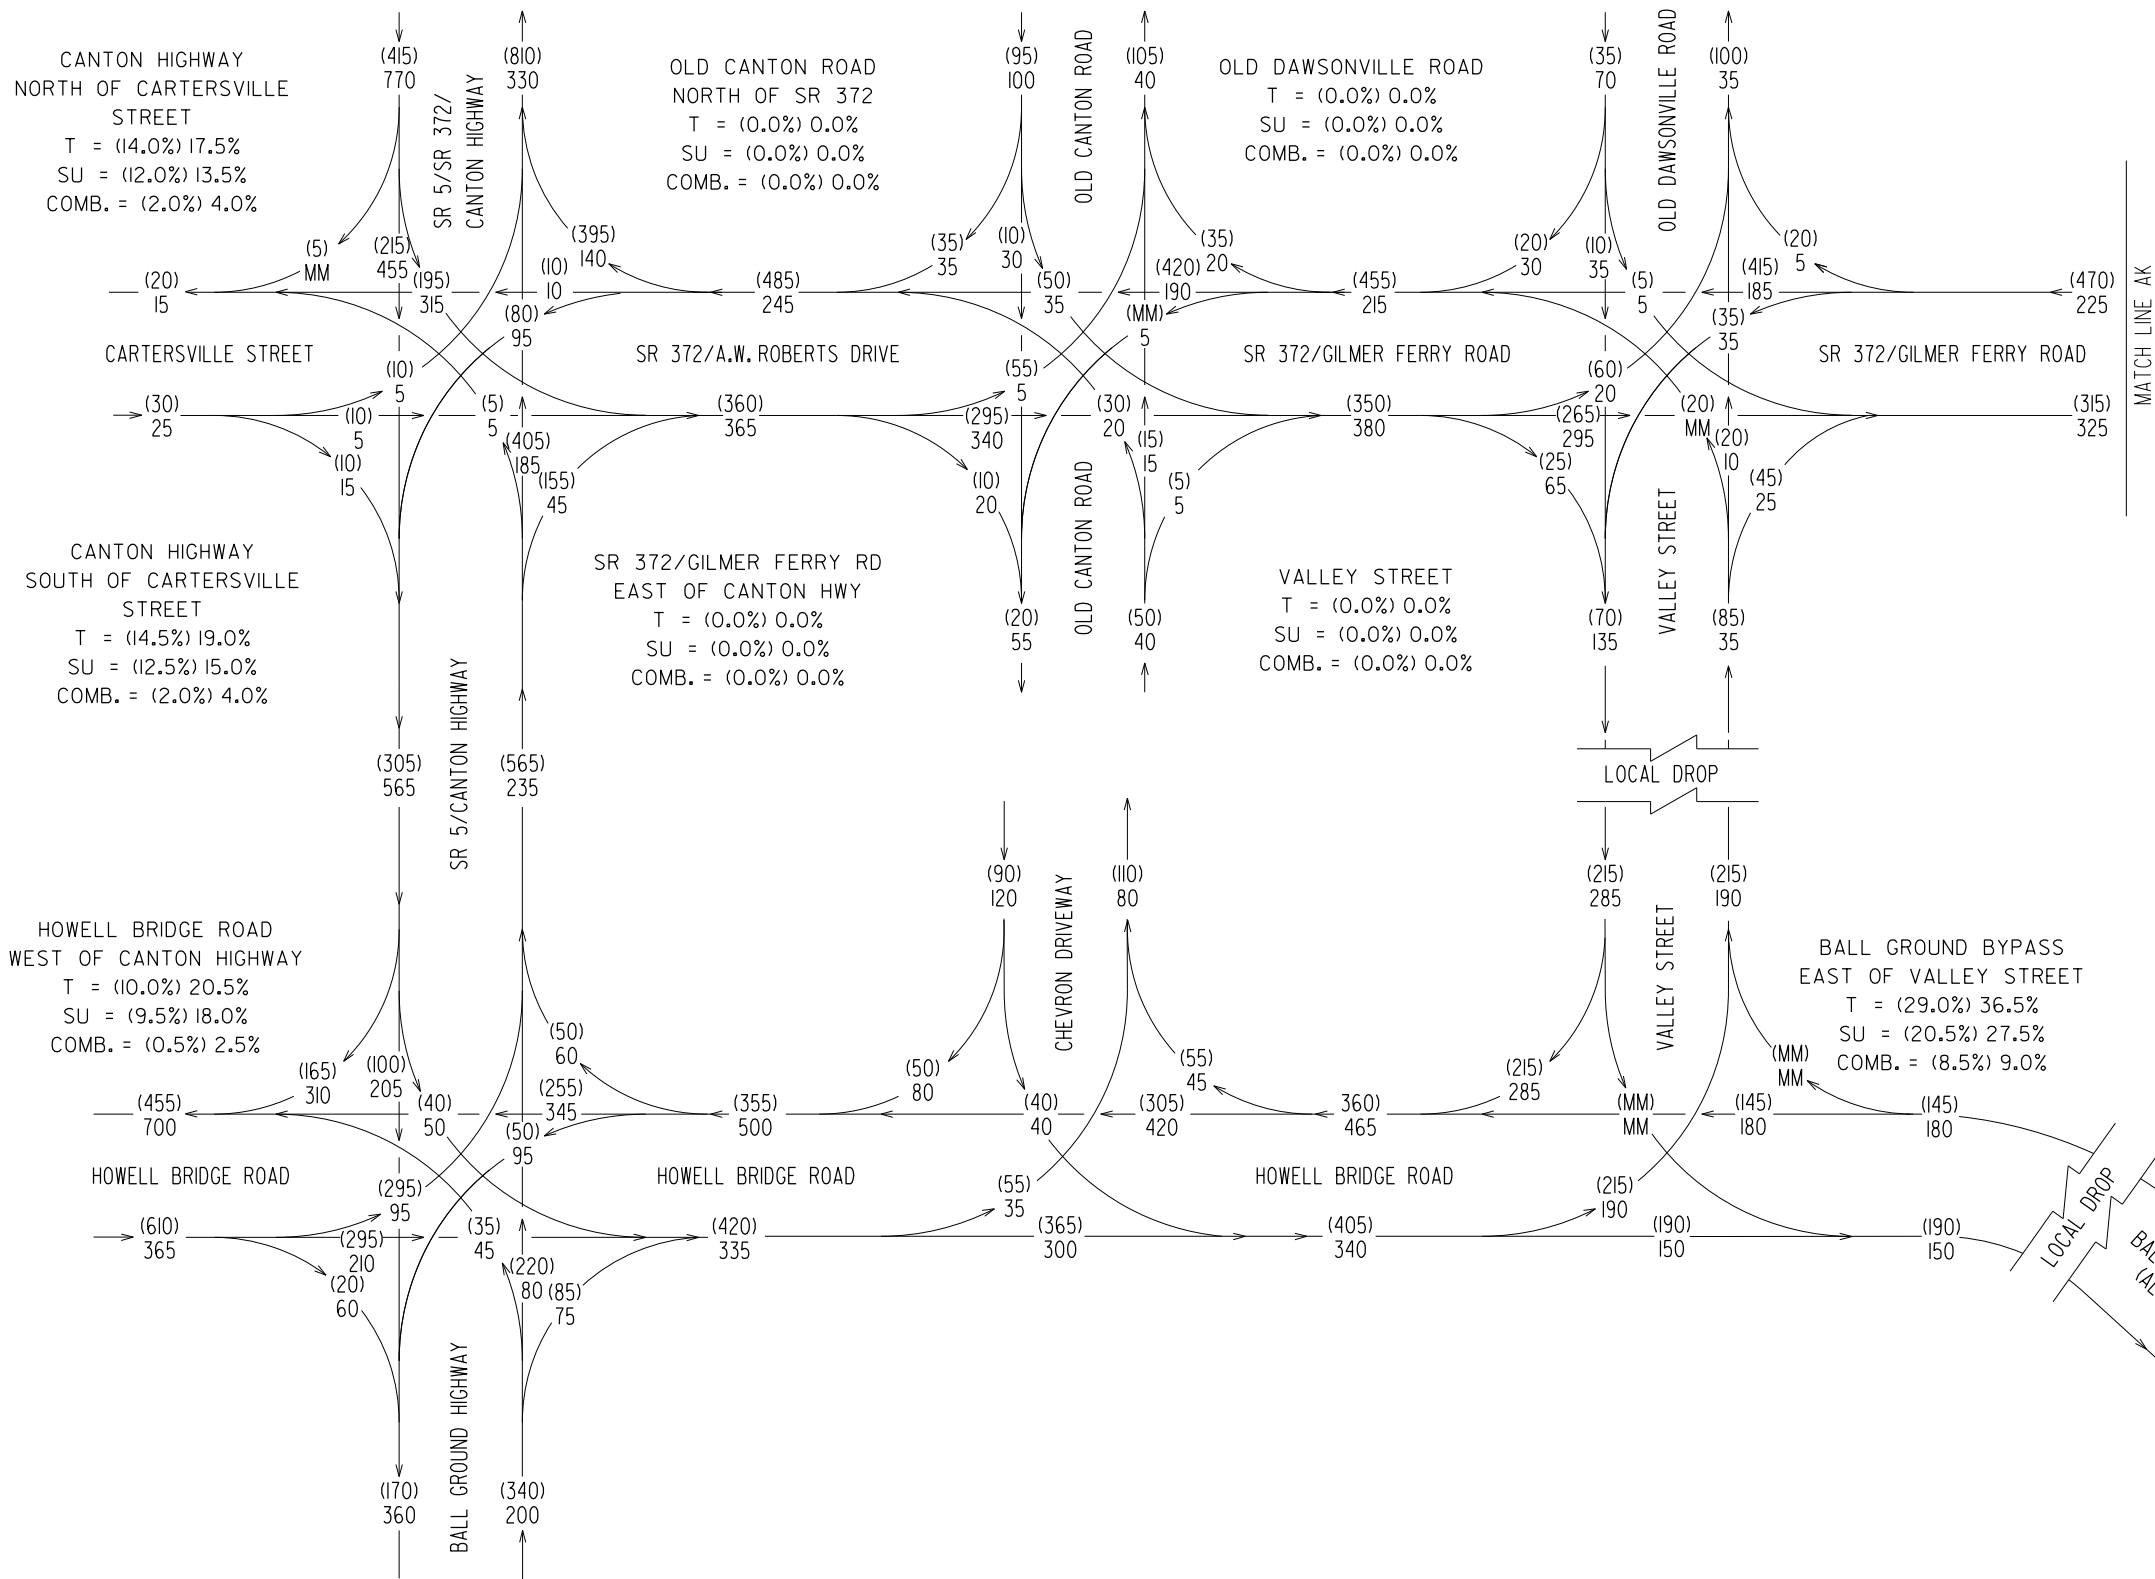 CANTON HIGHWAY
NORTH OF CARTERSVILLE
STREET
T = (14.0%) 17.5%
SU = (12.0%) 13.5%
COMB. = (2.0%) 4.0%
(415)
770
SR 5/SR 372/
CANTON HIGHWAY
(810)
330
OLD CANTON ROAD
NORTH OF SR 372
T = (0.0%) 0.0%
SU = (0.0%) 0.0%
COMB. = (0.0%) 0.0%
(95)
100
OLD CANTON ROAD
(105)
40
OLD DAWSONVILLE ROAD
T = (0.0%) 0.0%
SU = (0.0%) 0.0%
COMB. = (0.0%) 0.0%
(35)
70
OLD DAWSONVILLE ROAD
(100)
35
(5)
MM
(215)
455
(195)
315
(10)
10
(395)
140
(80)
95
(20)
15
(485)
245
(35)
35
(10)
30
(50)
35
(420)
190
(35)
20
(MM)
5
(455)
215
(20)
30
(10)
35
(5)
5
(415)
185
(20)
5
(35)
35
(470)
225
MATCH LINE AK
CARTERSVILLE STREET
SR 372/A.W. ROBERTS DRIVE
SR 372/GILMER FERRY ROAD
SR 372/GILMER FERRY ROAD
(30)
25
(10)
5
(10)
5
(10)
15
(5)
5
(405)
185
(155)
45
(360)
365
(55)
5
(295)
340
(10)
20
(30)
20
(15)
15
(5)
5
(350)
380
(60)
20
(265)
295
(25)
65
(20)
MM
(20)
10
(45)
25
(315)
325
CANTON HIGHWAY
SOUTH OF CARTERSVILLE
STREET
T = (14.5%) 19.0%
SU = (12.5%) 15.0%
COMB. = (2.0%) 4.0%
SR 372/GILMER FERRY RD
EAST OF CANTON HWY
T = (0.0%) 0.0%
SU = (0.0%) 0.0%
COMB. = (0.0%) 0.0%
(20)
55
OLD CANTON ROAD
(50)
40
VALLEY STREET
T = (0.0%) 0.0%
SU = (0.0%) 0.0%
COMB. = (0.0%) 0.0%
(70)
135
VALLEY STREET
(85)
35
(305)
565
SR 5/CANTON HIGHWAY
(565)
235
LOCAL DROP
(90)
120
CHEVRON DRIVEWAY
(110)
80
(215)
285
VALLEY STREET
(215)
190
HOWELL BRIDGE ROAD
WEST OF CANTON HIGHWAY
T = (10.0%) 20.5%
SU = (9.5%) 18.0%
COMB. = (0.5%) 2.5%
BALL GROUND BYPASS
EAST OF VALLEY STREET
T = (29.0%) 36.5%
SU = (20.5%) 27.5%
COMB. = (8.5%) 9.0%
(165)
310
(100)
205
(40)
50
(255)
345
(50)
60
(50)
95
(455)
700
(355)
500
(50)
80
(40)
40
(305)
420
(55)
45
360)
465
(215)
285
(MM)
MM
(145)
180
(MM)
MM
(145)
180
HOWELL BRIDGE ROAD
HOWELL BRIDGE ROAD
HOWELL BRIDGE ROAD
(610)
365
(295)
95
(295)
210
(20)
60
(35)
45
(220)
80
(85)
75
(420)
335
(55)
35
(365)
300
(405)
340
(215)
190
(190)
150
(190)
150
LOCAL DROP
(170)
360
BALL GROUND HIGHWAY
(340)
200